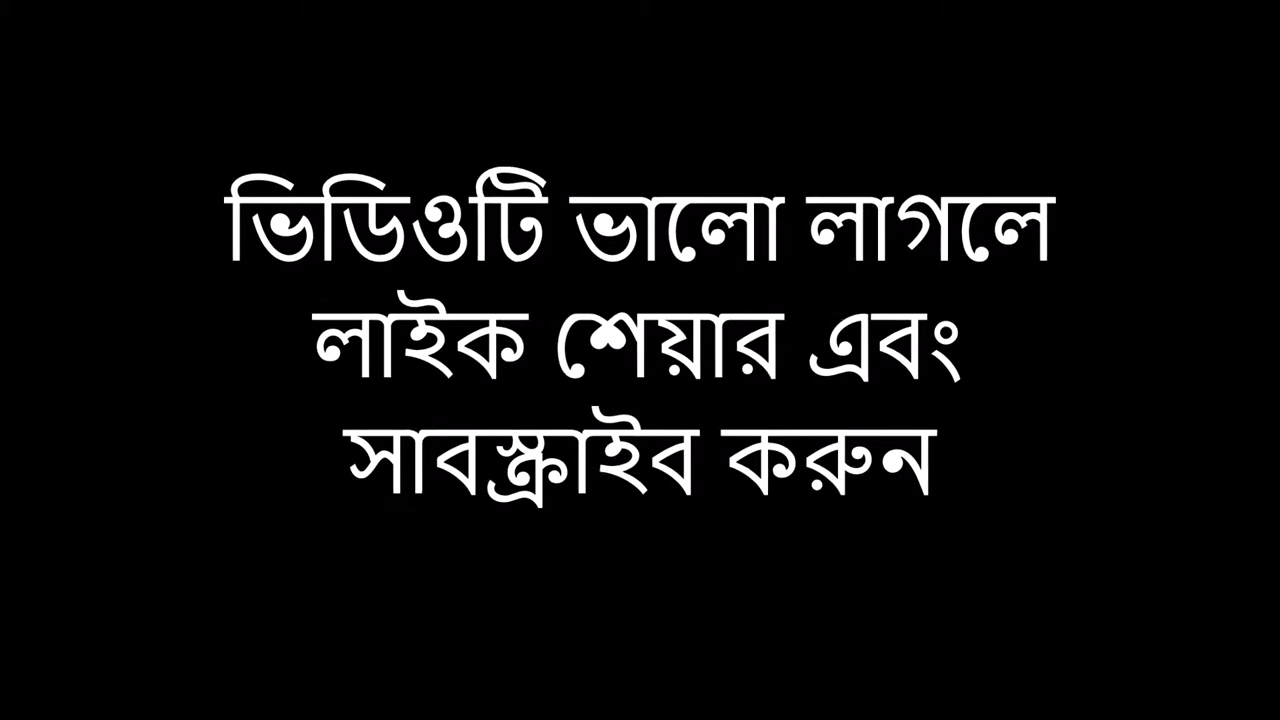 ভিডিওটি ভালো লাগলে
লাইক শেয়ার এবং
সাবস্ক্রাইব করুন